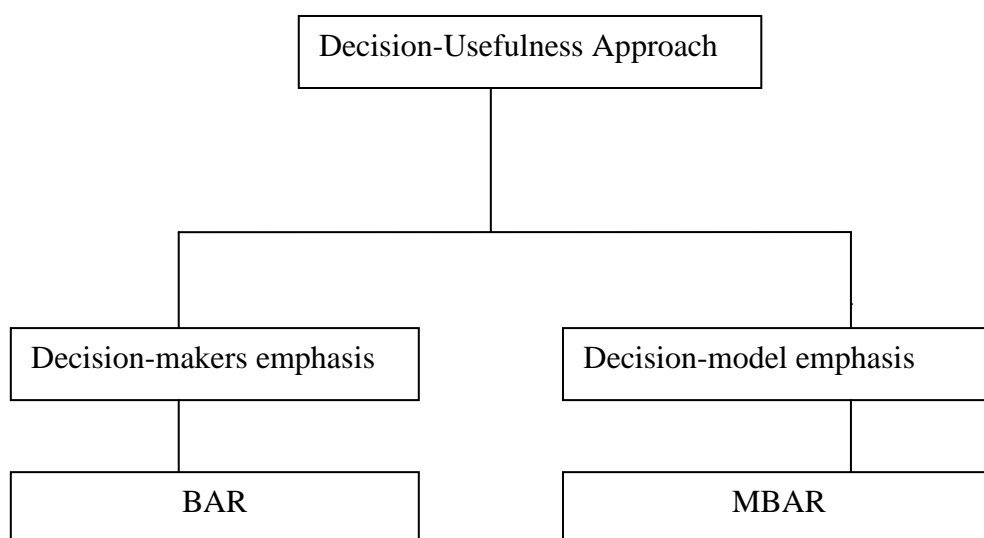 Decision-Usefulness Approach
Decision-makers emphasis
Decision-model emphasis
BAR
MBAR